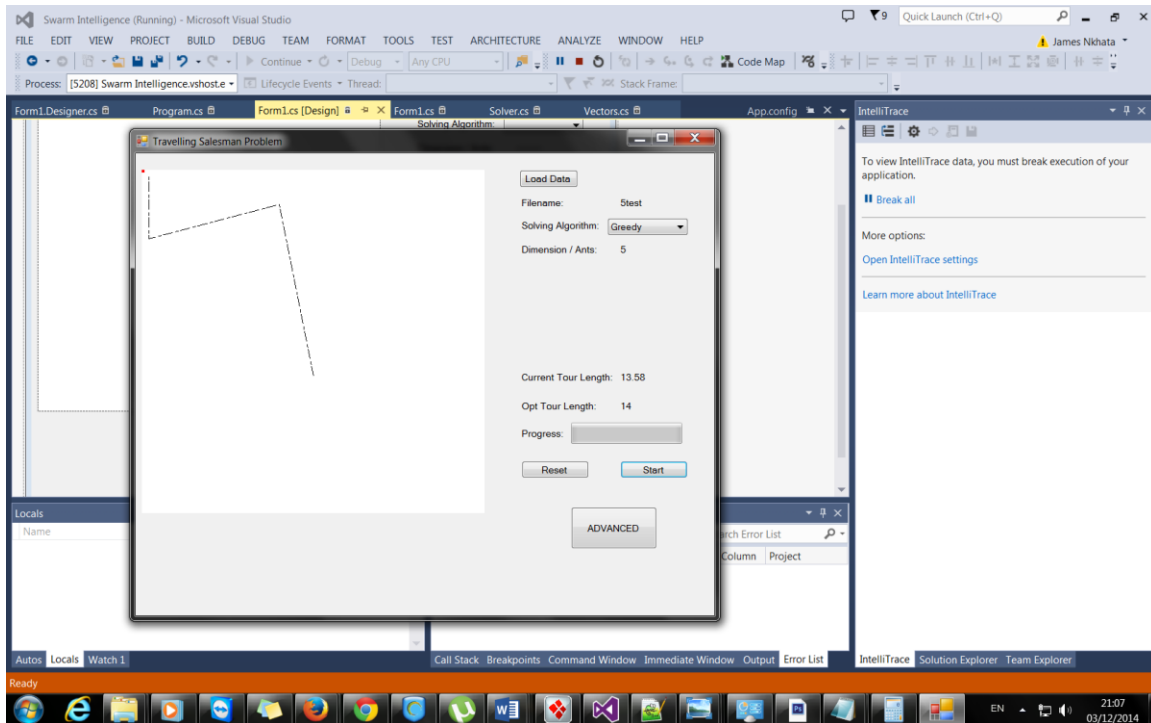 Swarm Intelligence (Running) - Microsoft Visual Studio
9
Quick Launch (Ctrl+Q)
FILE EDIT VIEW PROJECT BUILD DEBUG TEAM FORMAT TOOLS TEST ARCHITECTURE ANALYZE WINDOW HELP
James Nkhata
Continue Debug Any CPU Code Map
Process: [5208] Swarm Intelligence.vshost.e Lifecycle Events Thread: Stack Frame:
Form1.Designer.cs Program.cs Form1.cs [Design] Form1.cs Solver.cs Vectors.cs App.config
IntelliTrace
Solving Algorithm:
Travelling Salesman Problem
Load Data
Filename: 5test
Solving Algorithm: Greedy
Dimension / Ants: 5
Current Tour Length: 13.58
Opt Tour Length: 14
Progress:
Reset Start
ADVANCED
To view IntelliTrace data, you must break execution of your
application.
Break all
More options:
Open IntelliTrace settings
Learn more about IntelliTrace
Locals
Name
Error List
Column Project
Autos Locals Watch 1
Call Stack Breakpoints Command Window Immediate Window Output Error List
IntelliTrace Solution Explorer Team Explorer
Ready
EN
21:07
03/12/2014